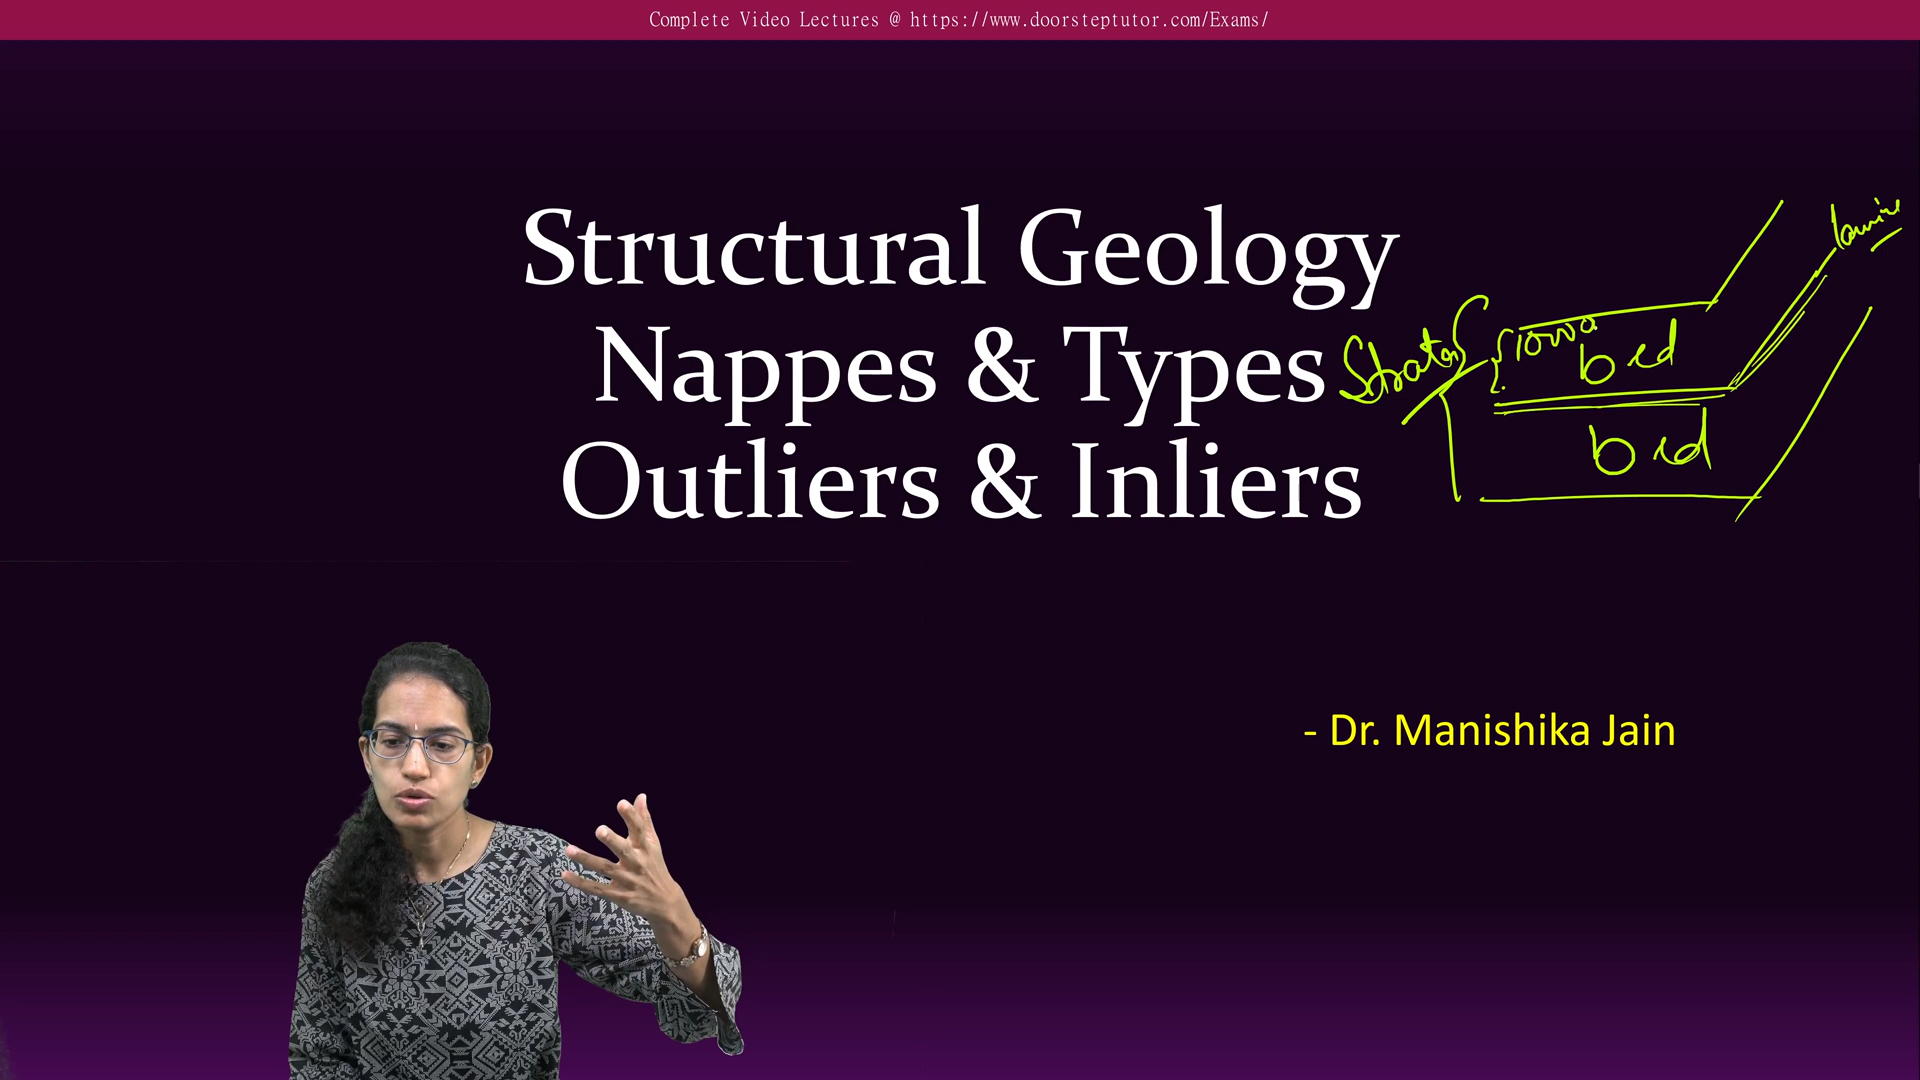 Complete Video Lectures @ https://www.doorsteptutor.com/Exams/
Structural Geology
Nappes & Types
Outliers & Inliers
Strata
bed
bed
- Dr. Manishika Jain